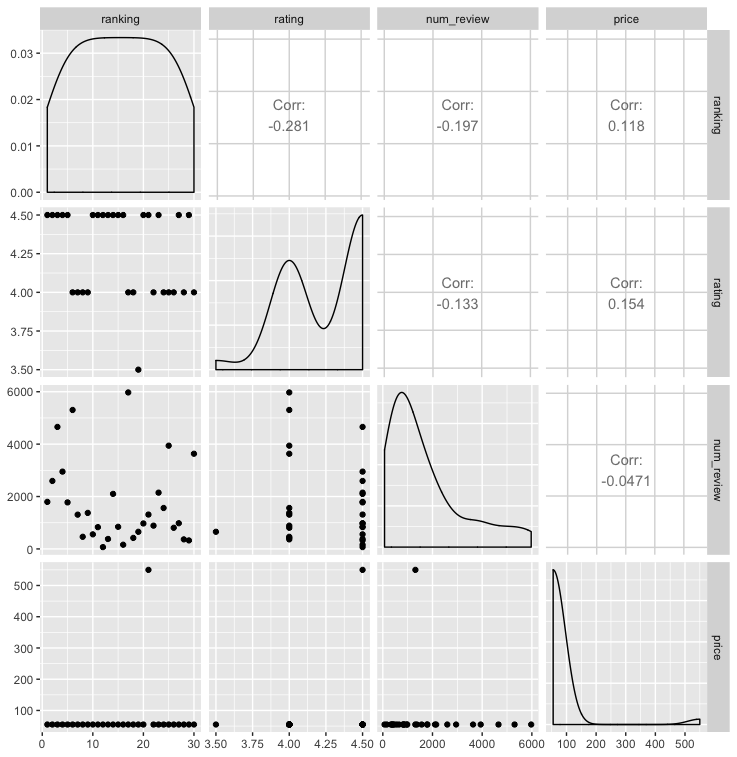 ranking rating num_review price
0.03
0.02
0.01
0.00
Corr:
-0.281
Corr:
-0.197
Corr:
0.118
ranking
4.50
4.25
4.00
3.75
3.50
Corr:
-0.133
Corr:
0.154
rating
6000
4000
2000
0
Corr:
-0.0471
num_review
500
400
300
200
100
price
0 10 20 30 3.50 3.75 4.00 4.25 4.50 0 2000 4000 6000 100 200 300 400 500